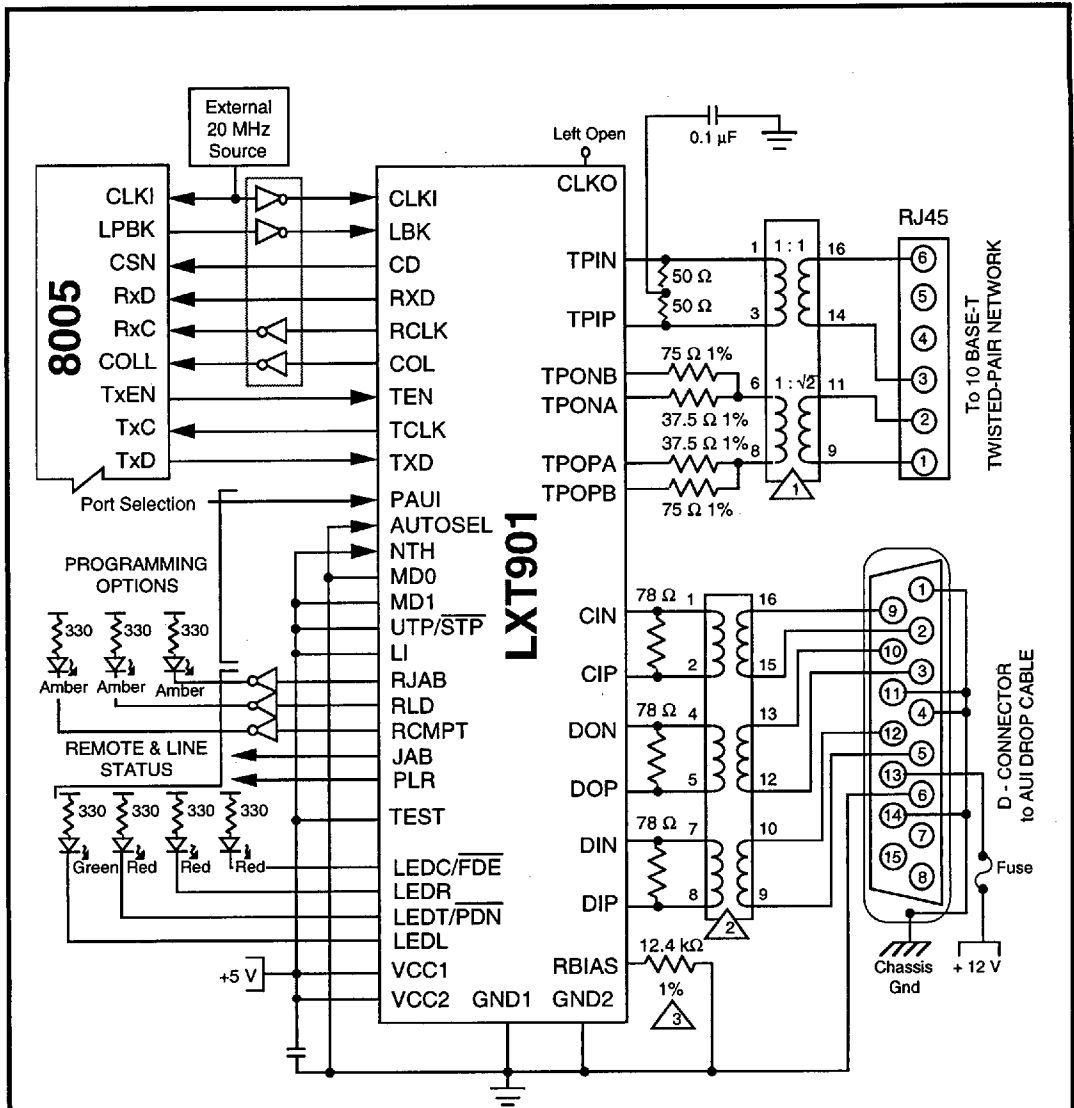 External
20 MHz
Source
8005
CLKI
LPBK
CSN
RxD
RxC
COLL
TxEN
TxC
TxD
Port Selection
PROGRAMMING
OPTIONS
330
330
330
Amber
Amber
Amber
REMOTE & LINE
STATUS
330
330
330
330
Green
Red
Red
Red
+5 V
LXT901
Left Open
CLKO
CLKI
LBK
CD
RXD
RCLK
COL
TEN
TCLK
TXD
PAUI
AUTOSEL
NTH
MD0
MD1
UTP/STP
LI
RJAB
RLD
RCMPT
JAB
PLR
TEST
LEDC/FDE
LEDR
LEDT/PDN
LEDL
VCC1
VCC2
GND1
GND2
TPIN
TPIP
TPONB
TPONA
TPOPA
TPOPB
CIN
CIP
DON
DOP
DIN
DIP
RBIAS
0.1 µF
50 Ω
50 Ω
75 Ω 1%
37.5 Ω 1%
37.5 Ω 1%
75 Ω 1%
1
1 : 1
16
3
14
6
1 : √2
11
8
9
1
RJ45
6
5
4
3
2
1
To 10 BASE-T
TWISTED-PAIR NETWORK
78 Ω
78 Ω
78 Ω
1
16
2
15
4
13
5
12
7
10
8
9
2
12.4 kΩ
1%
3
1
9
2
10
3
11
4
12
5
13
6
14
7
15
8
D - CONNECTOR
to AUI DROP CABLE
Fuse
Chassis
Gnd
+ 12 V